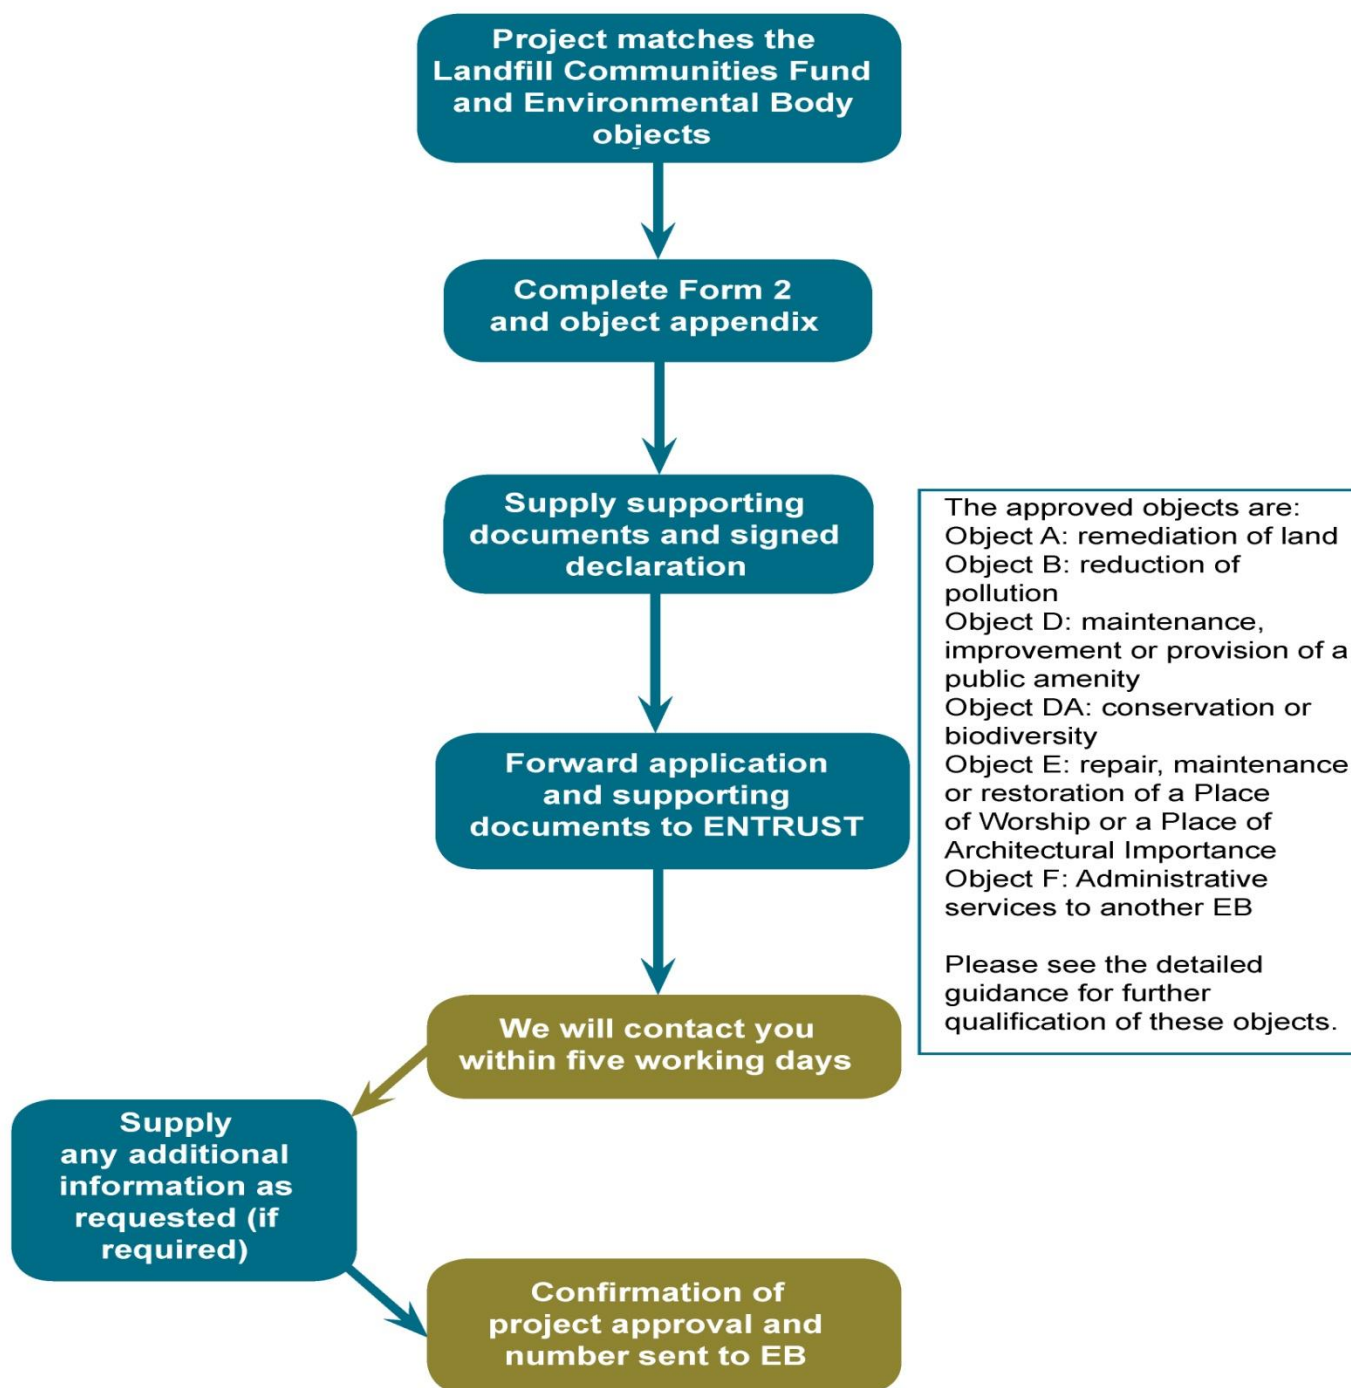 Project matches the
Landfill Communities Fund
and Environmental Body
objects
Complete Form 2
and object appendix
Supply supporting
documents and signed
declaration
Forward application
and supporting
documents to ENTRUST
We will contact you
within five working days
Supply
any additional
information as
requested (if
required)
Confirmation of
project approval and
number sent to EB
The approved objects are:
Object A: remediation of land
Object B: reduction of
pollution
Object D: maintenance,
improvement or provision of a
public amenity
Object DA: conservation or
biodiversity
Object E: repair, maintenance
or restoration of a Place
of Worship or a Place of
Architectural Importance
Object F: Administrative
services to another EB
Please see the detailed
guidance for further
qualification of these objects.